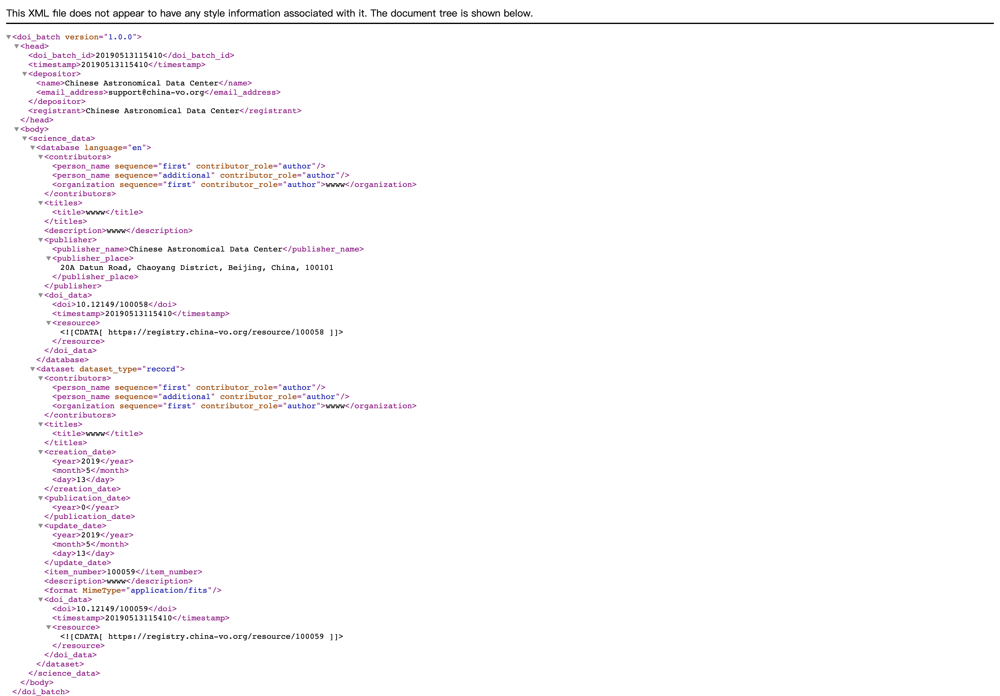 This XML file does not appear to have any style information associated with it. The document tree is shown below.
▼<doi_batch version="1.0.0">
▼<head>
<doi_batch_id>20190513115410</doi_batch_id>
<timestamp>20190513115410</timestamp>
▼<depositor>
<name>Chinese Astronomical Data Center</name>
<email_address>support@china-vo.org</email_address>
</depositor>
<registrant>Chinese Astronomical Data Center</registrant>
</head>
▼<body>
▼<science_data>
▼<database language="en">
▼<contributors>
<person_name sequence="first" contributor_role="author"/>
<person_name sequence="additional" contributor_role="author"/>
<organization sequence="first" contributor_role="author">wwww</organization>
</contributors>
▼<titles>
<title>wwww</title>
</titles>
<description>wwww</description>
▼<publisher>
<publisher_name>Chinese Astronomical Data Center</publisher_name>
▼<publisher_place>
20A Datun Road, Chaoyang District, Beijing, China, 100101
</publisher_place>
</publisher>
▼<doi_data>
<doi>10.12149/100058</doi>
<timestamp>20190513115410</timestamp>
▼<resource>
<![CDATA[ https://registry.china-vo.org/resource/100058 ]]>
</resource>
</doi_data>
</database>
▼<dataset dataset_type="record">
▼<contributors>
<person_name sequence="first" contributor_role="author"/>
<person_name sequence="additional" contributor_role="author"/>
<organization sequence="first" contributor_role="author">wwww</organization>
</contributors>
▼<titles>
<title>wwww</title>
</titles>
▼<creation_date>
<year>2019</year>
<month>5</month>
<day>13</day>
</creation_date>
▼<publication_date>
<year>0</year>
</publication_date>
▼<update_date>
<year>2019</year>
<month>5</month>
<day>13</day>
</update_date>
<item_number>100059</item_number>
<description>wwww</description>
<format MimeType="application/fits"/>
▼<doi_data>
<doi>10.12149/100059</doi>
<timestamp>20190513115410</timestamp>
▼<resource>
<![CDATA[ https://registry.china-vo.org/resource/100059 ]]>
</resource>
</doi_data>
</dataset>
</science_data>
</body>
</doi_batch>